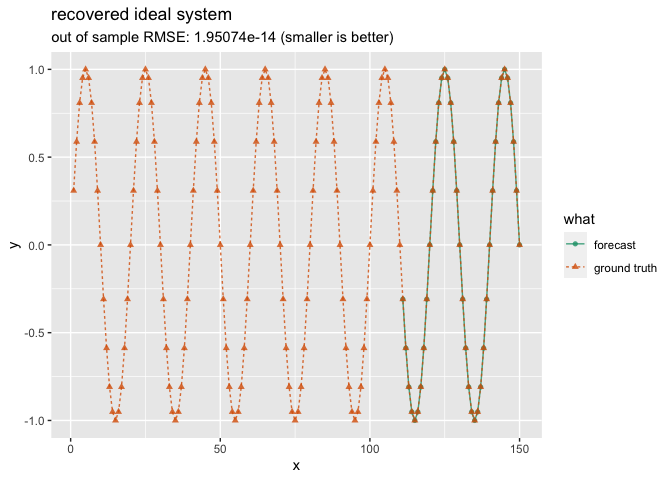 recovered ideal system
out of sample RMSE: 1.95074e-14 (smaller is better)
1.0
0.5
0.0
-0.5
-1.0
y
0 50 100 150
x
what
forecast
ground truth